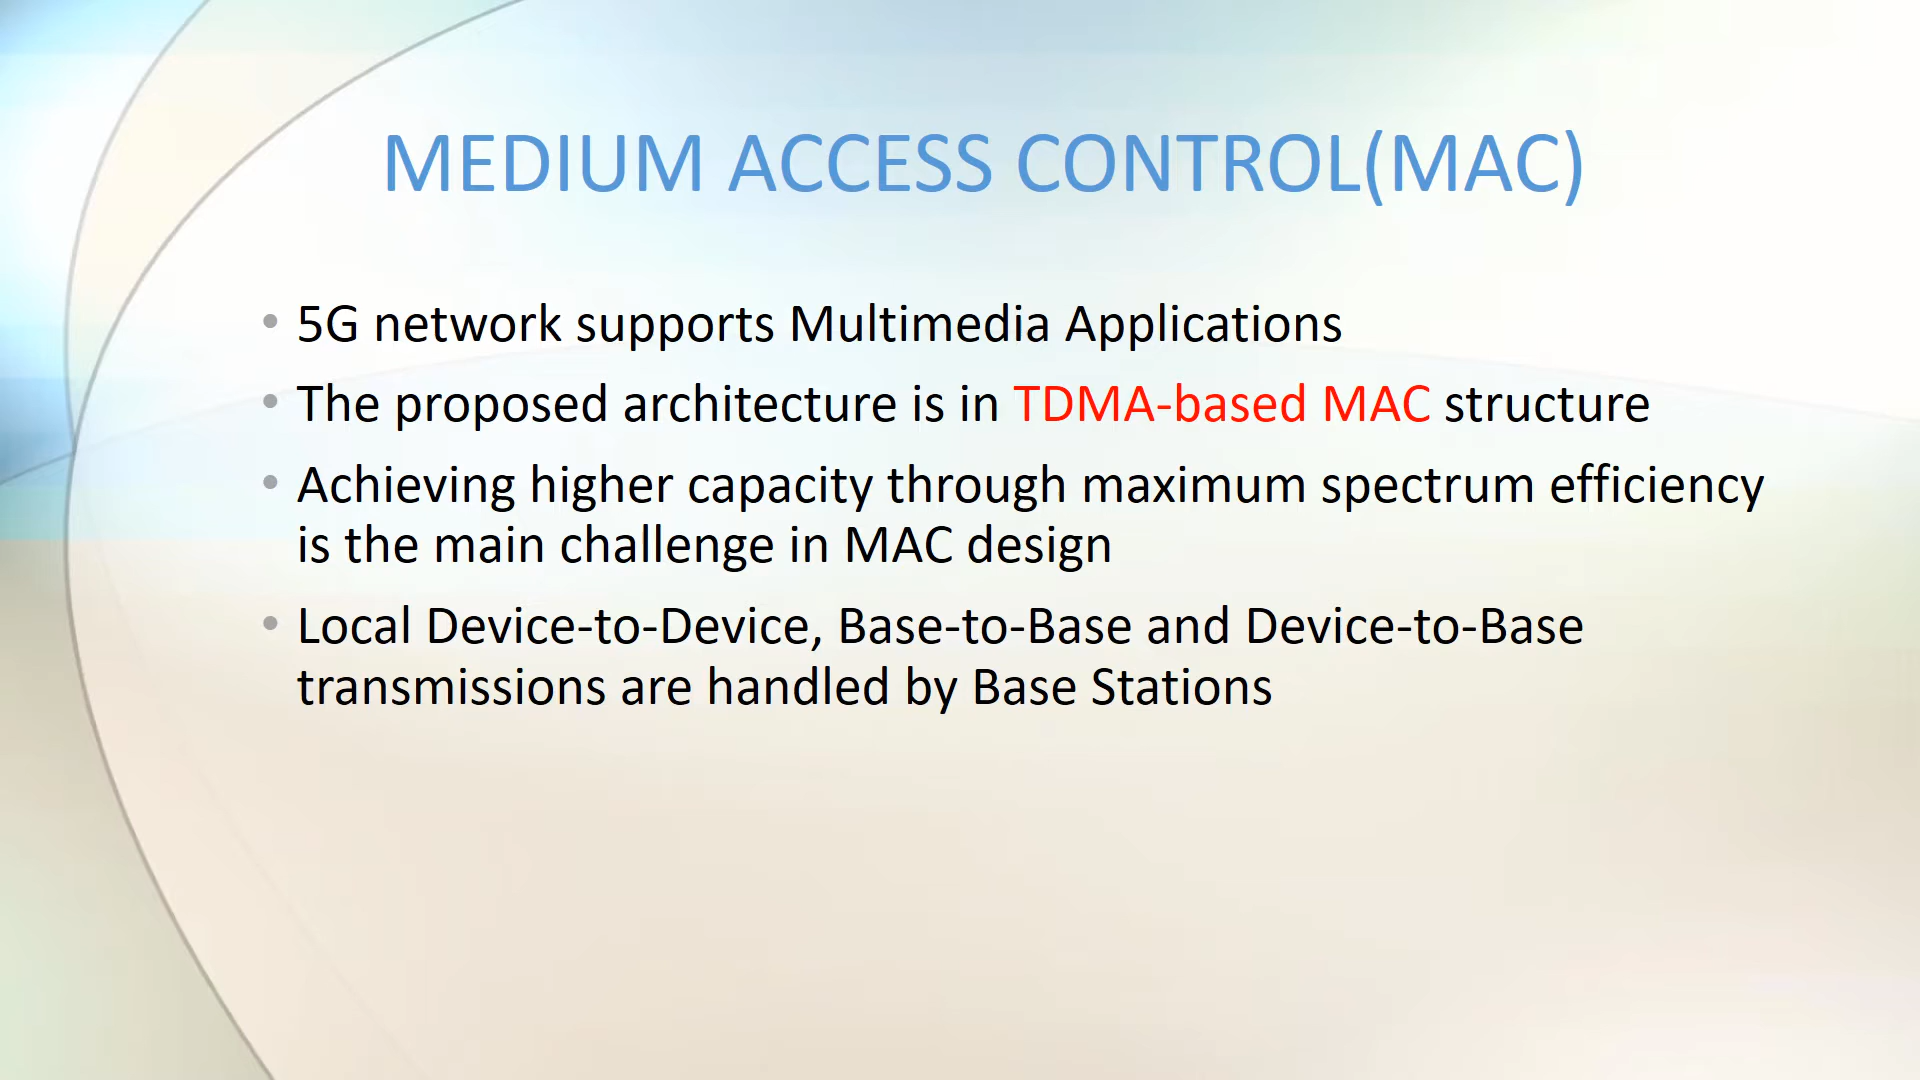 MEDIUM ACCESS CONTROL(MAC)
• 5G network supports Multimedia Applications
• The proposed architecture is in TDMA-based MAC structure
• Achieving higher capacity through maximum spectrum efficiency
is the main challenge in MAC design
• Local Device-to-Device, Base-to-Base and Device-to-Base
transmissions are handled by Base Stations